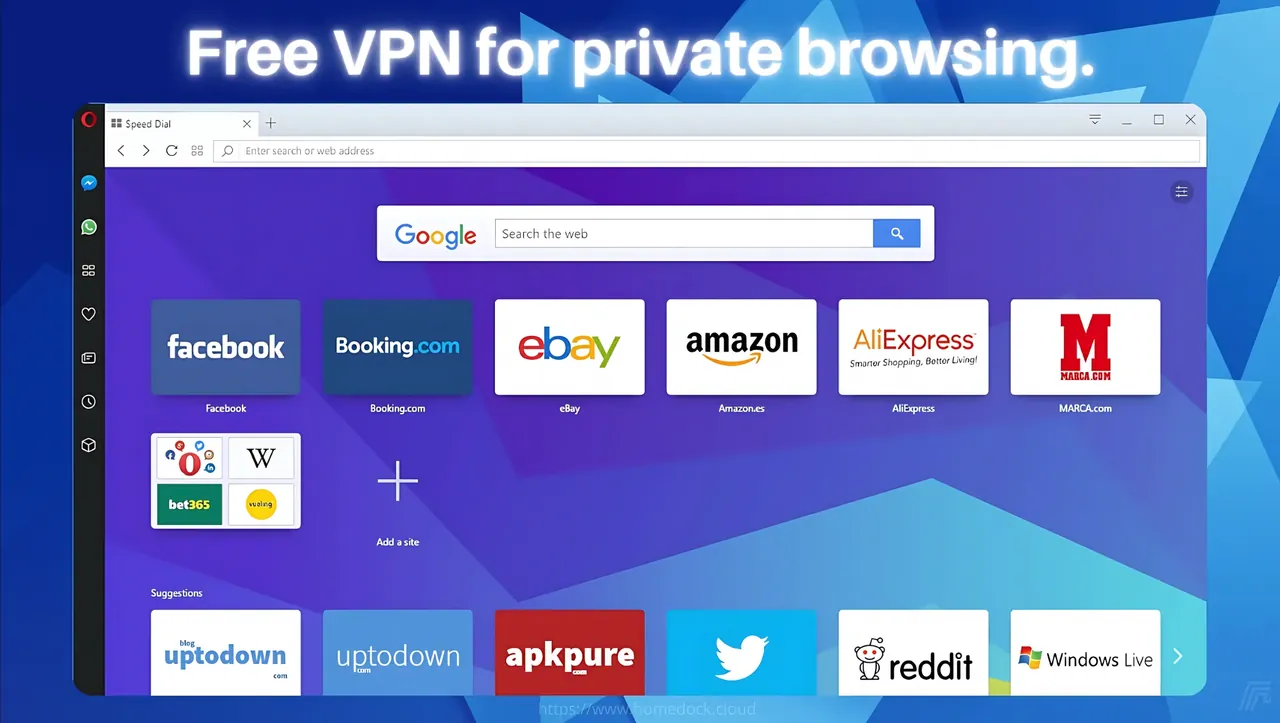 Free VPN for private browsing.
Speed Dial
Enter search or web address
Google
Search the web
facebook
Booking.com
ebay
amazon
AliExpress
Smarter Shopping, Better Living!
M
MARCA.COM
Facebook
Booking.com
eBay
Amazon.es
AliExpress
MARCA.com
W
bet365
vueling
Add a site
Suggestions
blog
uptodown
.com
uptodown
.com
apkpure
.com
reddit
Windows Live
https://www.humedock.cloud